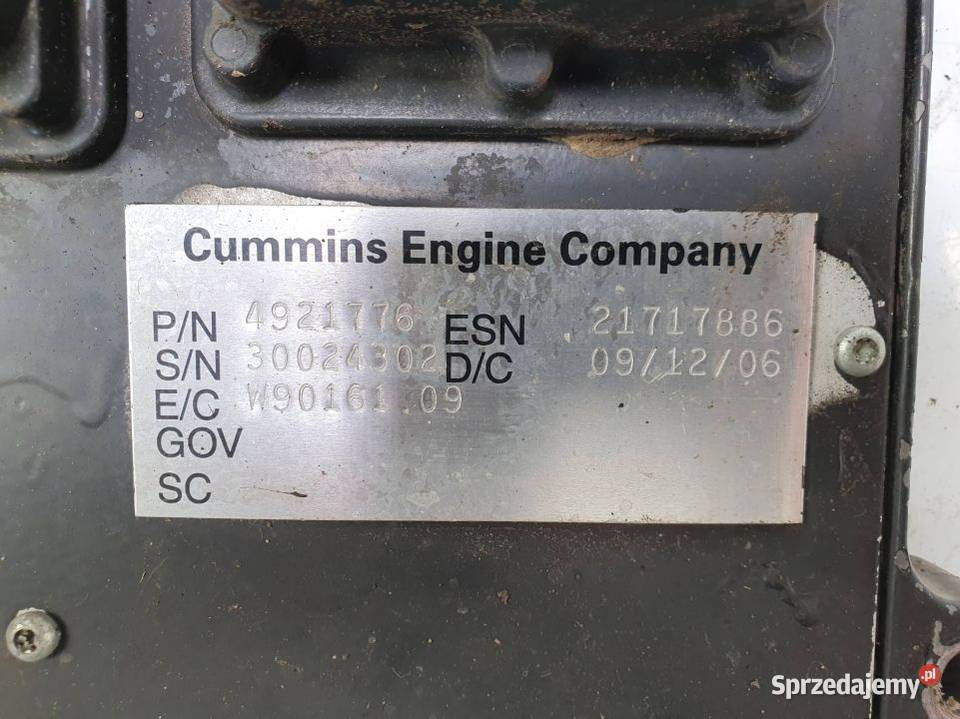 Cummins Engine Company
P/N 4921776 ESN 21717886
S/N 30024302 D/C 09/12/06
E/C W90161.09
GOV
SC
Sprzedajemy.pl